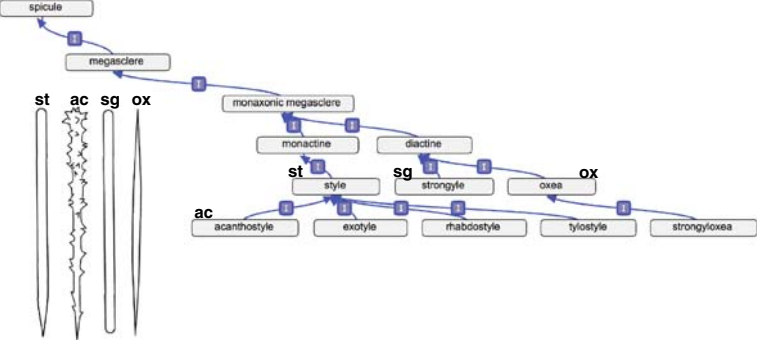 spicule
megasclere
st ac sg ox
monaxonic megasclere
monactine diactine
st sg ox
style strongyle oxea
ac
acanthostyle exotyle rhabdostyle tylostyle strongyloxea